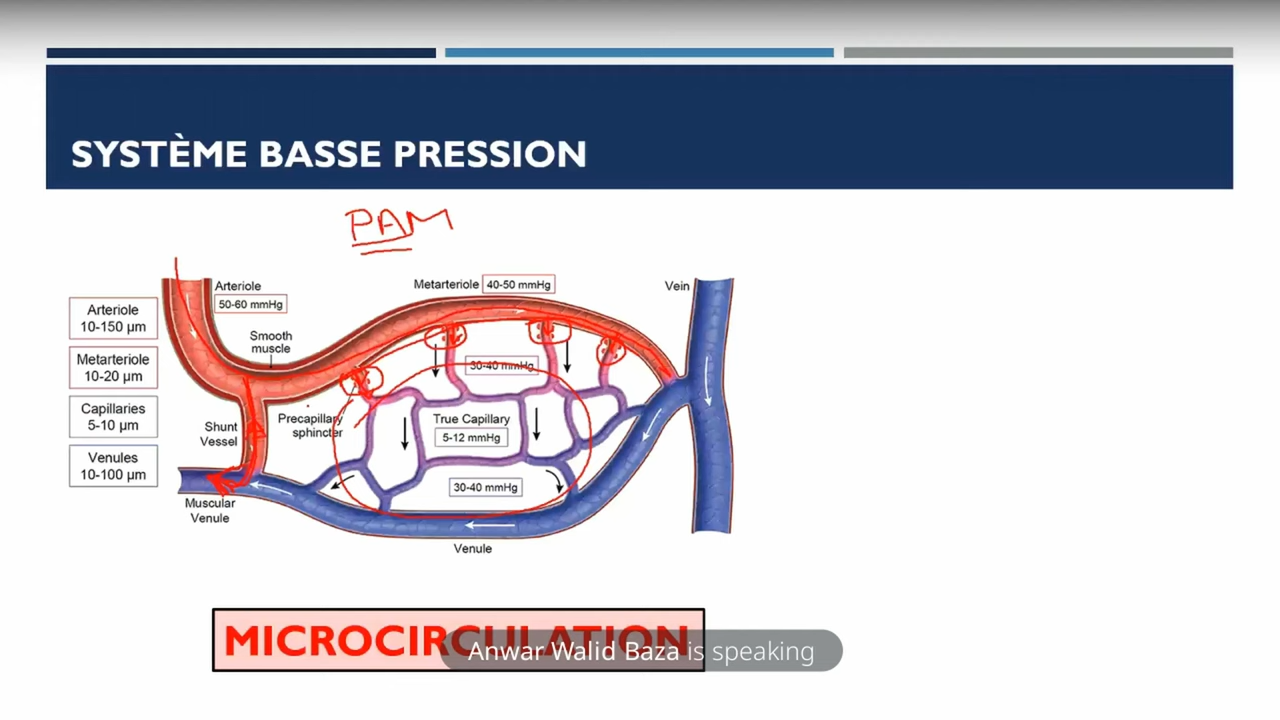 SYSTÈME BASSE PRESSION
PAM
Arteriole
50-60 mmHg
Metarteriole 40-50 mmHg
Vein
Arteriole
10-150 µm
Smooth
muscle
Metarteriole
10-20 µm
30-40 mmHg
Capillaries
5-10 µm
Shunt
Vessel
Precapillary
sphincter
True Capillary
5-12 mmHg
Venules
10-100 µm
30-40 mmHg
Muscular
Venule
Venule
MICROCIRCULATION
Anwar Walid Baza is speaking